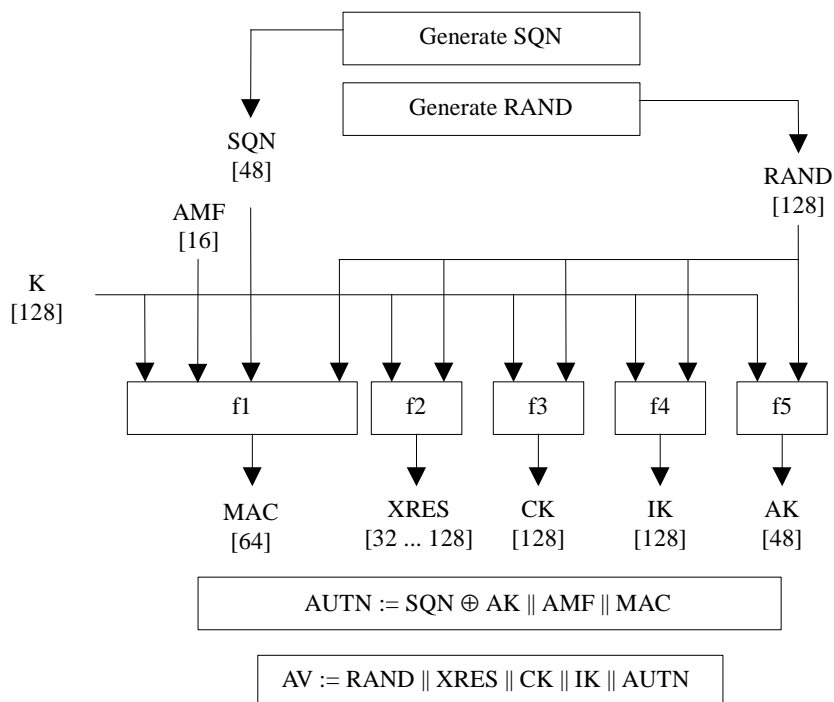 Generate SQN
Generate RAND
SQN
[48]
RAND
[128]
AMF
[16]
K
[128]
f1
f2
f3
f4
f5
MAC
[64]
XRES
[32 ... 128]
CK
[128]
IK
[128]
AK
[48]
AUTN := SQN ⊕ AK || AMF || MAC
AV := RAND || XRES || CK || IK || AUTN